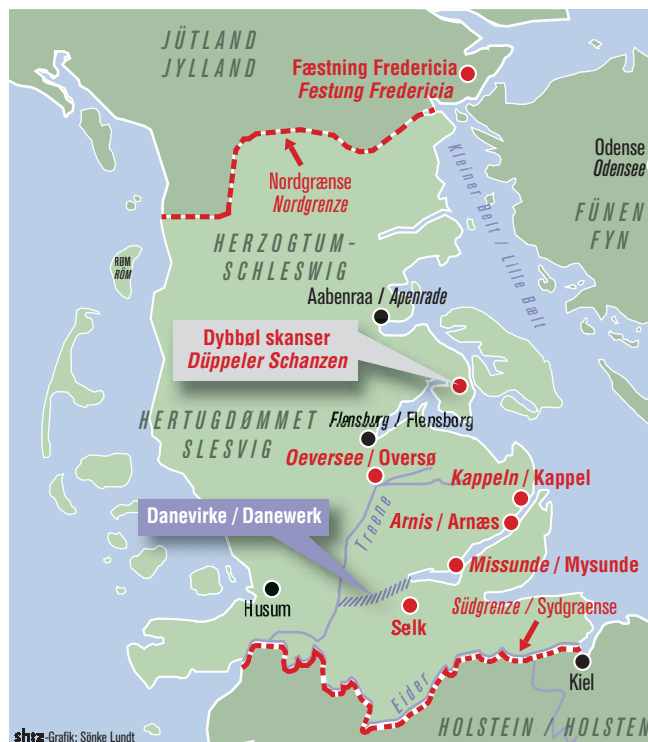 JÜTLAND
JYLLAND
Fæstning Fredericia
Festung Fredericia
Odense
Odensee
Nordgrænse
Nordgrenze
Kleiner Belt / Lille Bælt
FÜNEN
FYN
HERZOGTUM-
SCHLESWIG
RØM
RÖM
Aabenraa / Apenrade
Dybbøl skanser
Düppeler Schanzen
HERTUGDØMMET
SLESVIG
Flensburg / Flensborg
Oeversee / Oversø
Kappeln / Kappel
Arnis / Arnæs
Danevirke / Danewerk
Treene
Missunde / Mysunde
Husum
Selk
Südgrenze / Sydgraense
Eider
Kiel
HOLSTEIN / HOLSTEN
sh:z-Grafik: Sönke Lundt